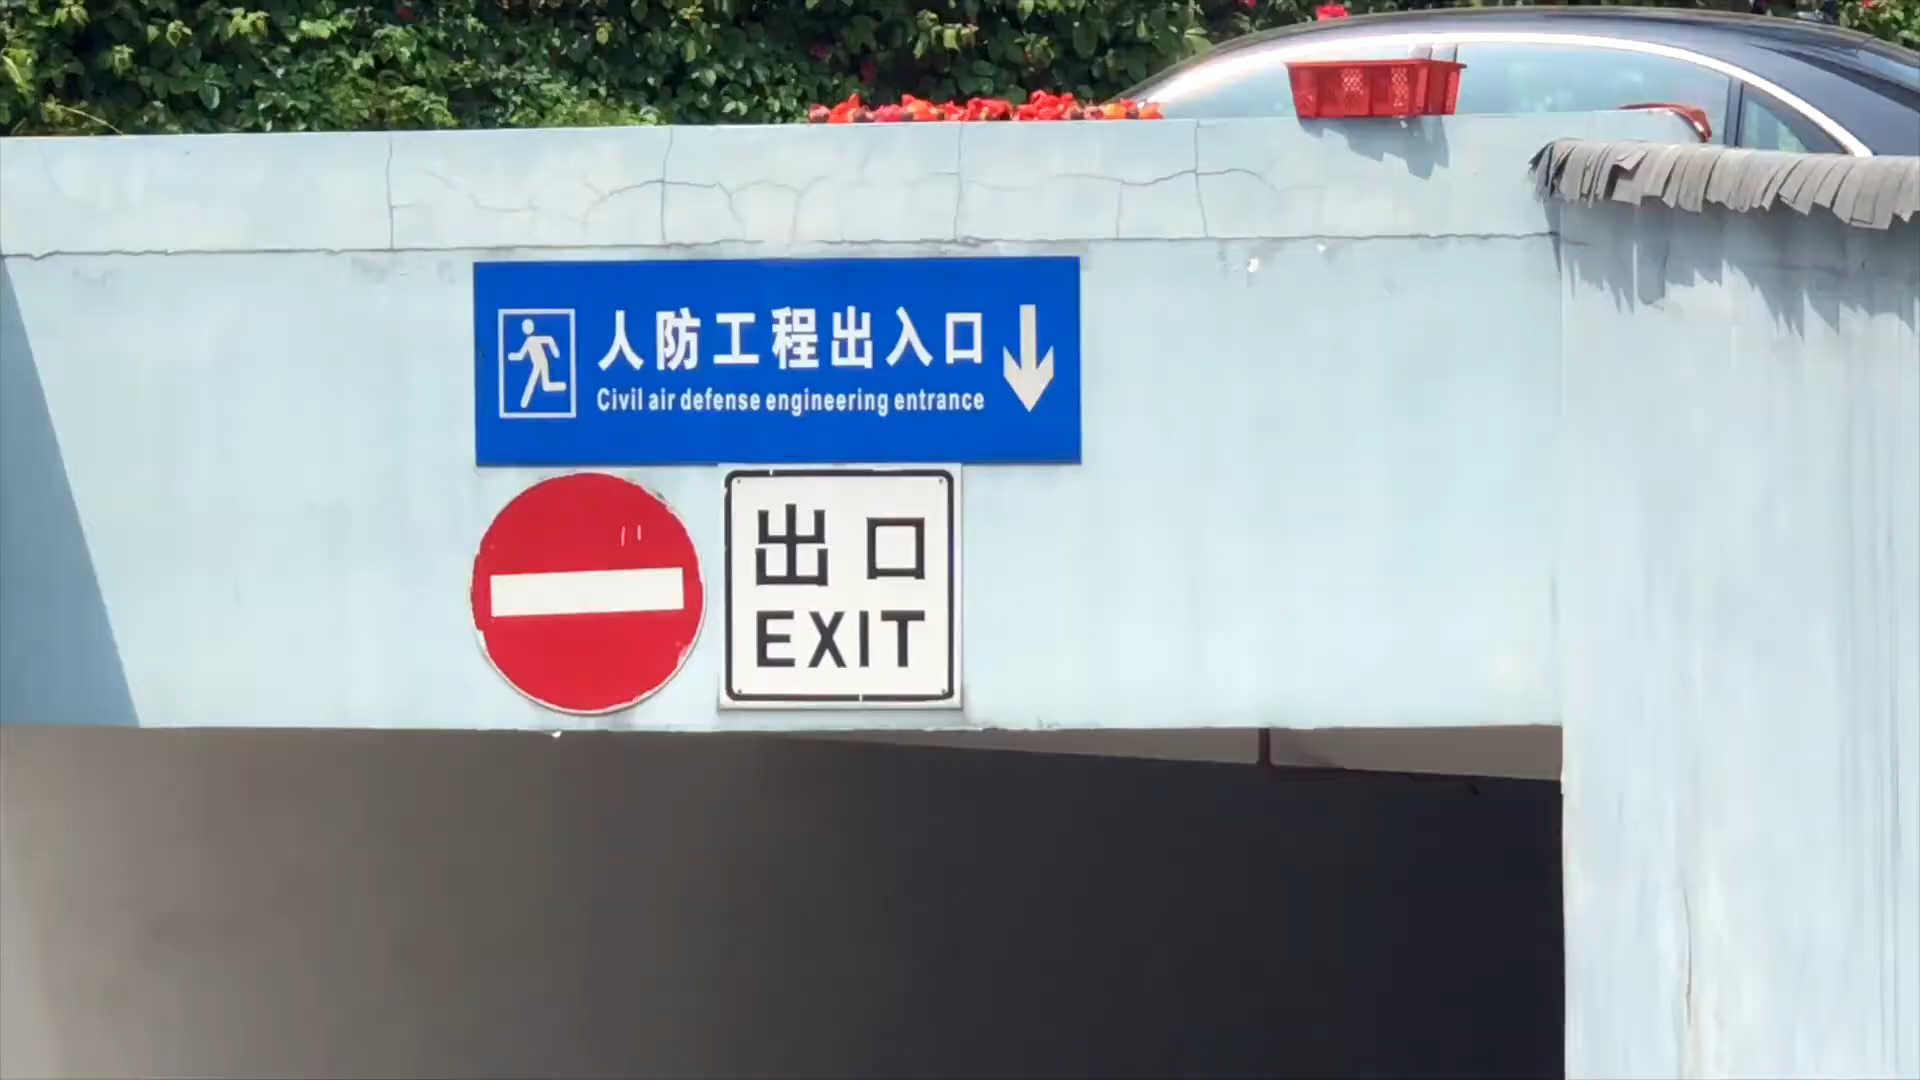 人防工程出入口
Civil air defense engineering entrance
出口
EXIT